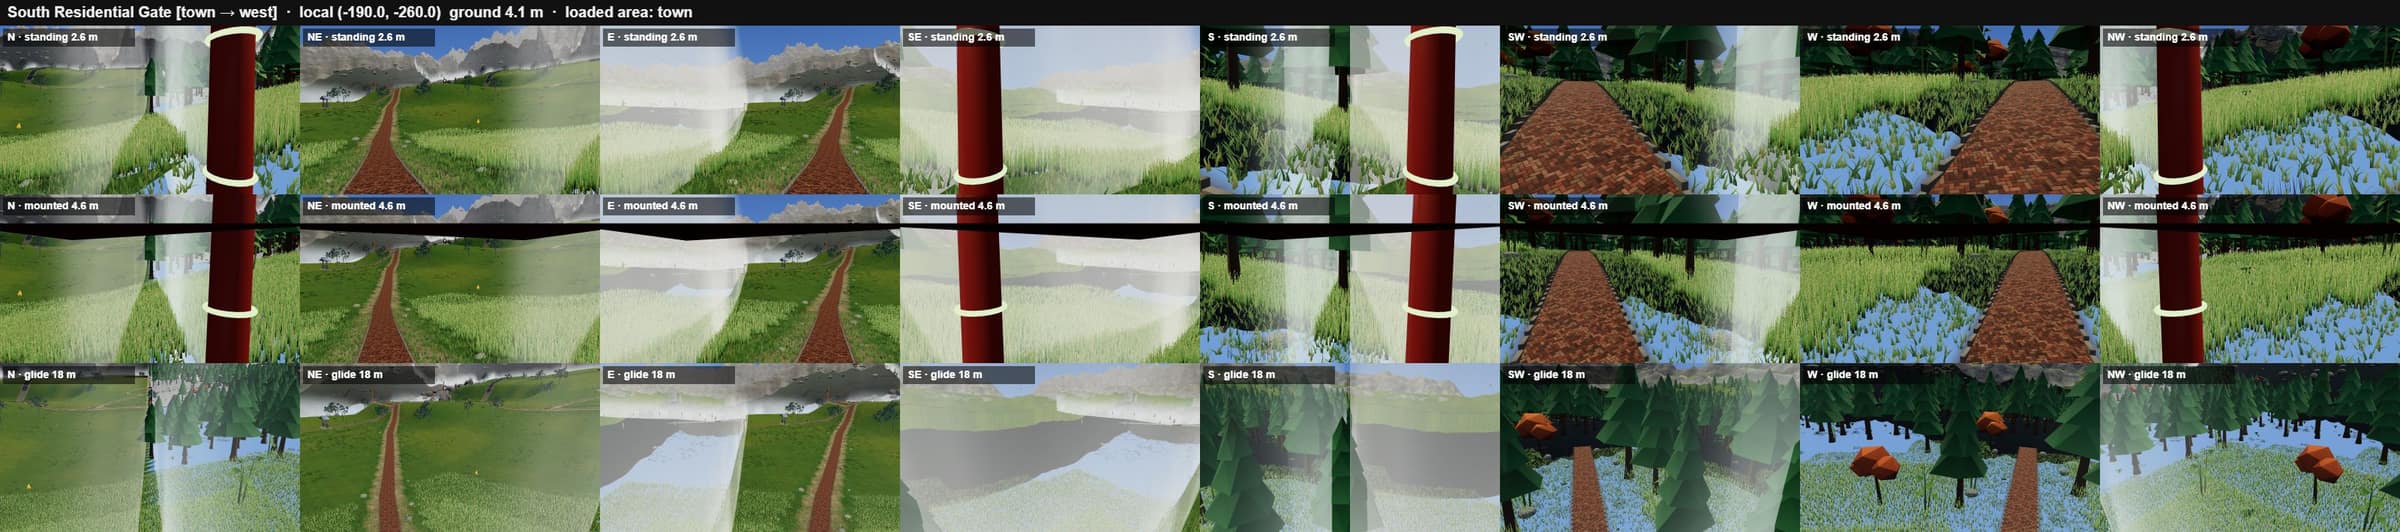 South Residential Gate [town → west] · local (-190.0, -260.0) ground 4.1 m · loaded area: town
N · standing 2.6 m
NE · standing 2.6 m
E · standing 2.6 m
SE · standing 2.6 m
S · standing 2.6 m
SW · standing 2.6 m
W · standing 2.6 m
NW · standing 2.6 m
N · mounted 4.6 m
NE · mounted 4.6 m
E · mounted 4.6 m
SE · mounted 4.6 m
S · mounted 4.6 m
SW · mounted 4.6 m
W · mounted 4.6 m
NW · mounted 4.6 m
N · glide 18 m
NE · glide 18 m
E · glide 18 m
SE · glide 18 m
S · glide 18 m
SW · glide 18 m
W · glide 18 m
NW · glide 18 m